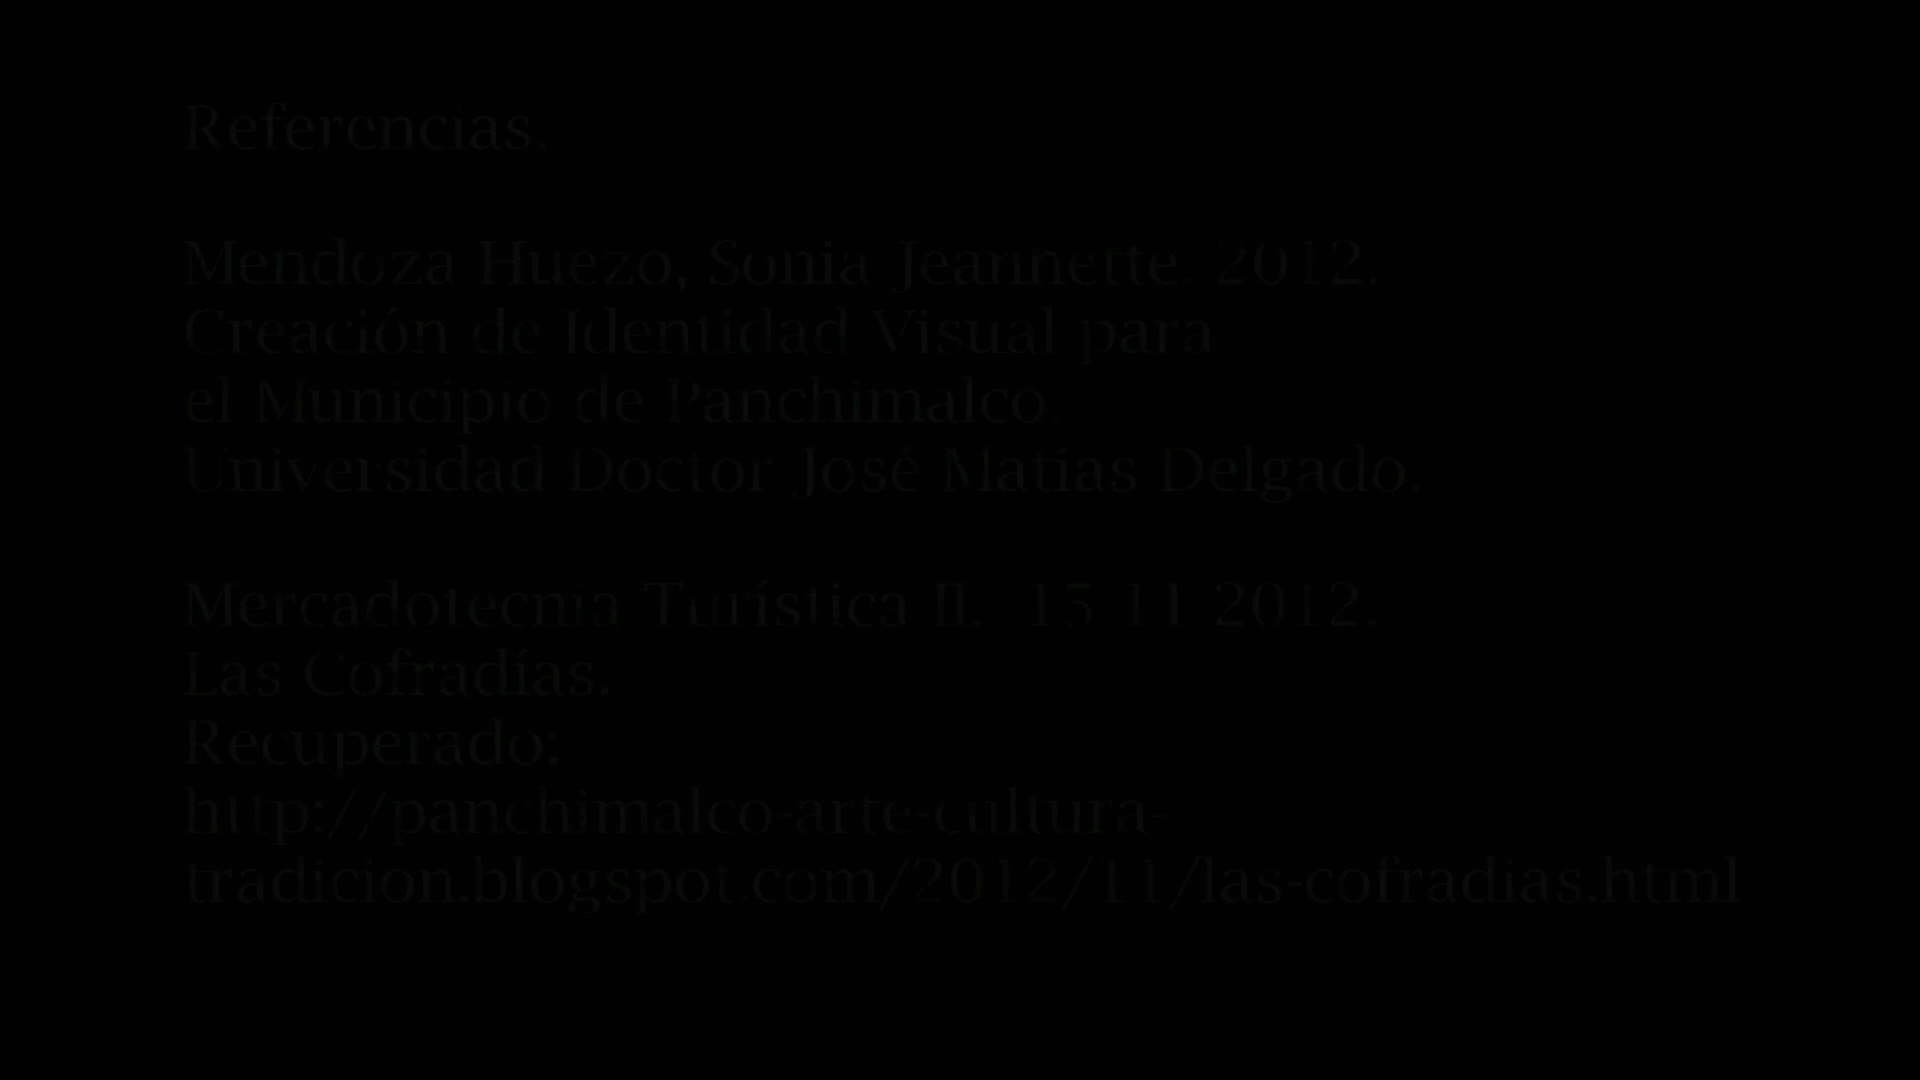 Referencias.
Mendoza Huezo, Sonia Jeannette. 2012.
Creación de Identidad Visual para
el Municipio de Panchimalco.
Universidad Doctor José Matías Delgado.
Mercadotecnia Turística II. 15 11 2012.
Las Cofradías.
Recuperado:
http://panchimalco-arte-cultura-
tradicion.blogspot.com/2012/11/las-cofradias.html